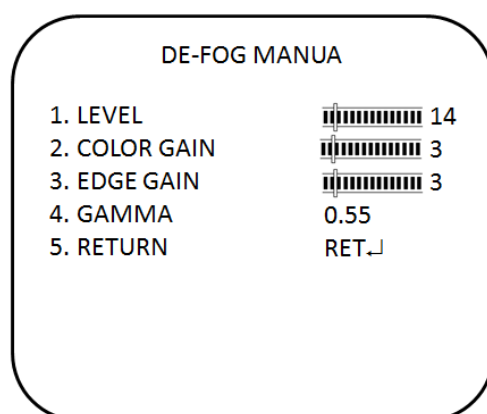 DE-FOG MANUA
1. LEVEL 14
2. COLOR GAIN 3
3. EDGE GAIN 3
4. GAMMA 0.55
5. RETURN RET↵